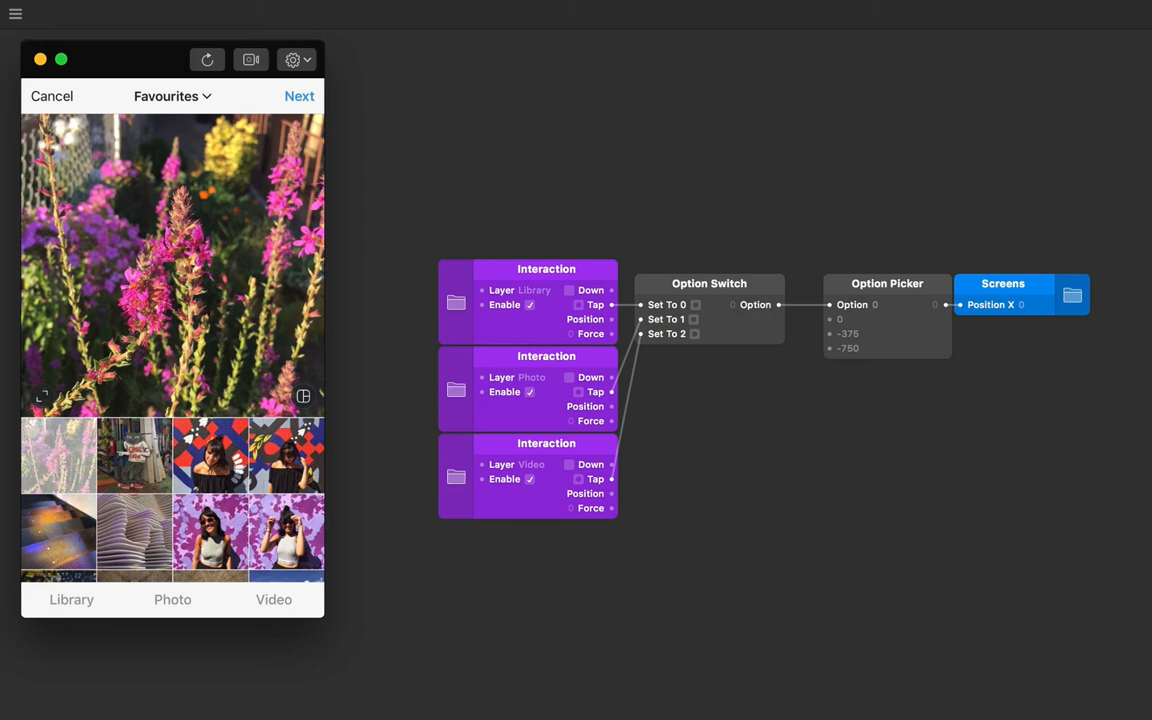 Cancel
Favourites
Next
Library
Photo
Video
Interaction
Layer Library
Down
Enable
Tap
Position
0 Force
Interaction
Layer Photo
Down
Enable
Tap
Position
0 Force
Interaction
Layer Video
Down
Enable
Tap
Position
0 Force
Option Switch
Set To 0
0 Option
Set To 1
Set To 2
Option Picker
Option 0
0
0
-375
-750
Screens
Position X 0